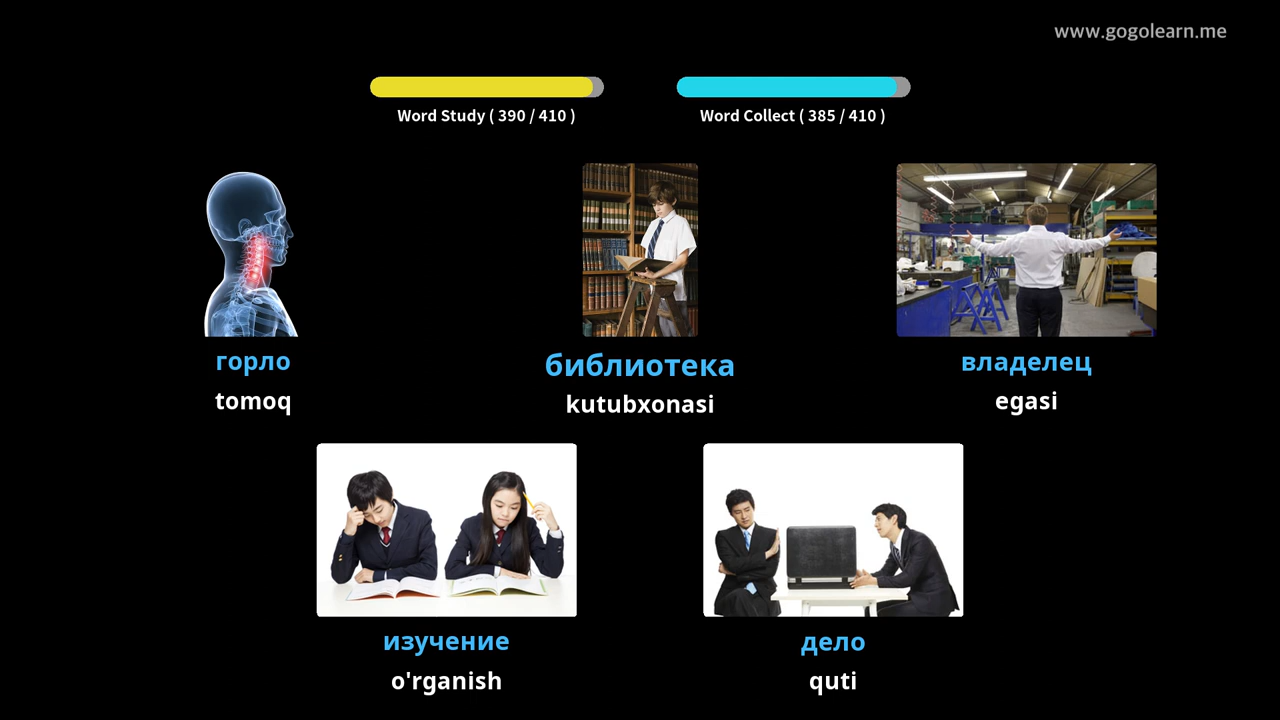 www.gogolearn.me
Word Study ( 390 / 410 )
Word Collect ( 385 / 410 )
горло
библиотека
владелец
tomoq
kutubxonasi
egasi
изучение
дело
o'rganish
quti